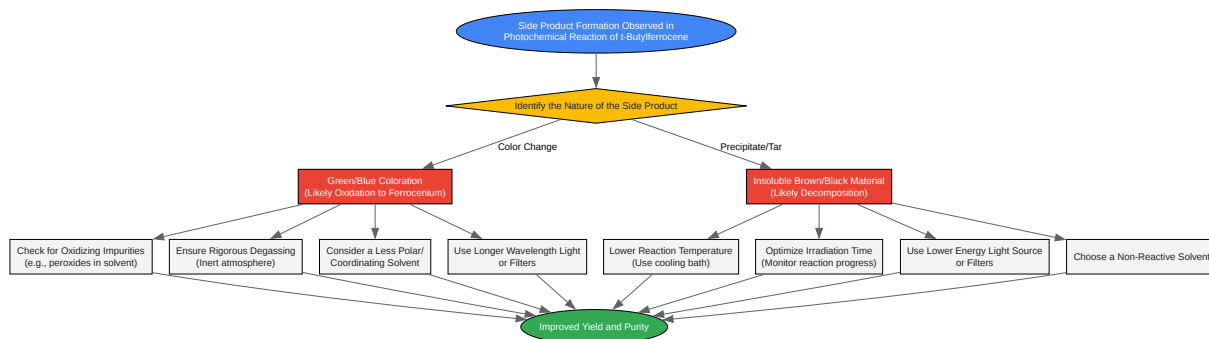 Side Product Formation Observed in
Photochemical Reaction of t-Butylferrocene
Identify the Nature of the Side Product
Color Change
Precipitate/Tar
Green/Blue Coloration
(Likely Oxidation to Ferrocenium)
Insoluble Brown/Black Material
(Likely Decomposition)
Check for Oxidizing Impurities
(e.g., peroxides in solvent)
Ensure Rigorous Degassing
(Inert atmosphere)
Consider a Less Polar/
Coordinating Solvent
Use Longer Wavelength Light
or Filters
Lower Reaction Temperature
(Use cooling bath)
Optimize Irradiation Time
(Monitor reaction progress)
Use Lower Energy Light Source
or Filters
Choose a Non-Reactive Solvent
Improved Yield and Purity